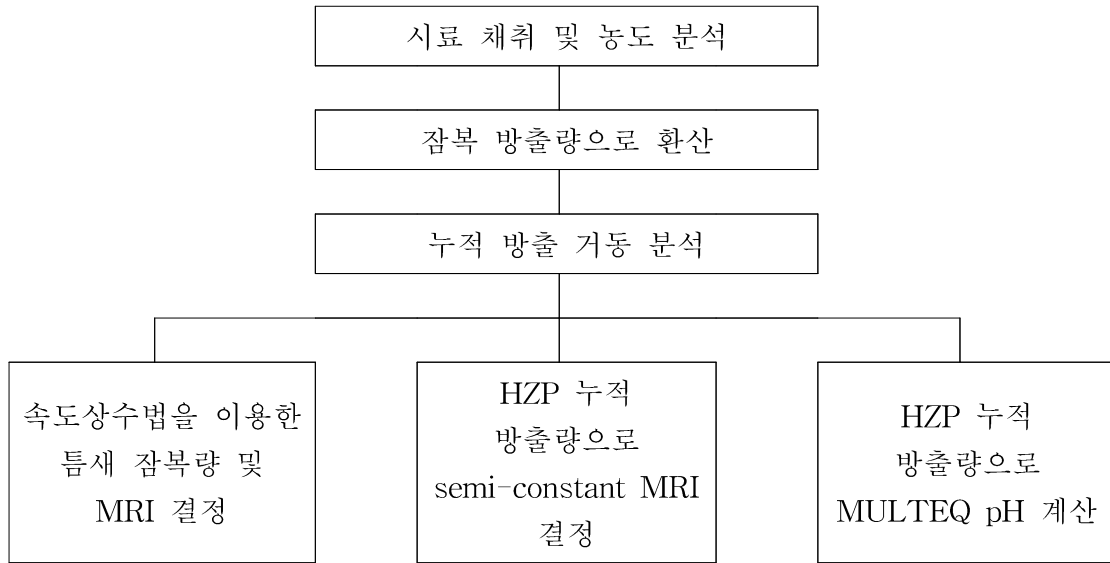 시료 채취 및 농도 분석
잠복 방출량으로 환산
누적 방출 거동 분석
속도상수법을 이용한
틈새 잠복량 및
MRI 결정
HZP 누적
방출량으로
semi-constant MRI
결정
HZP 누적
방출량으로
MULTEQ pH 계산